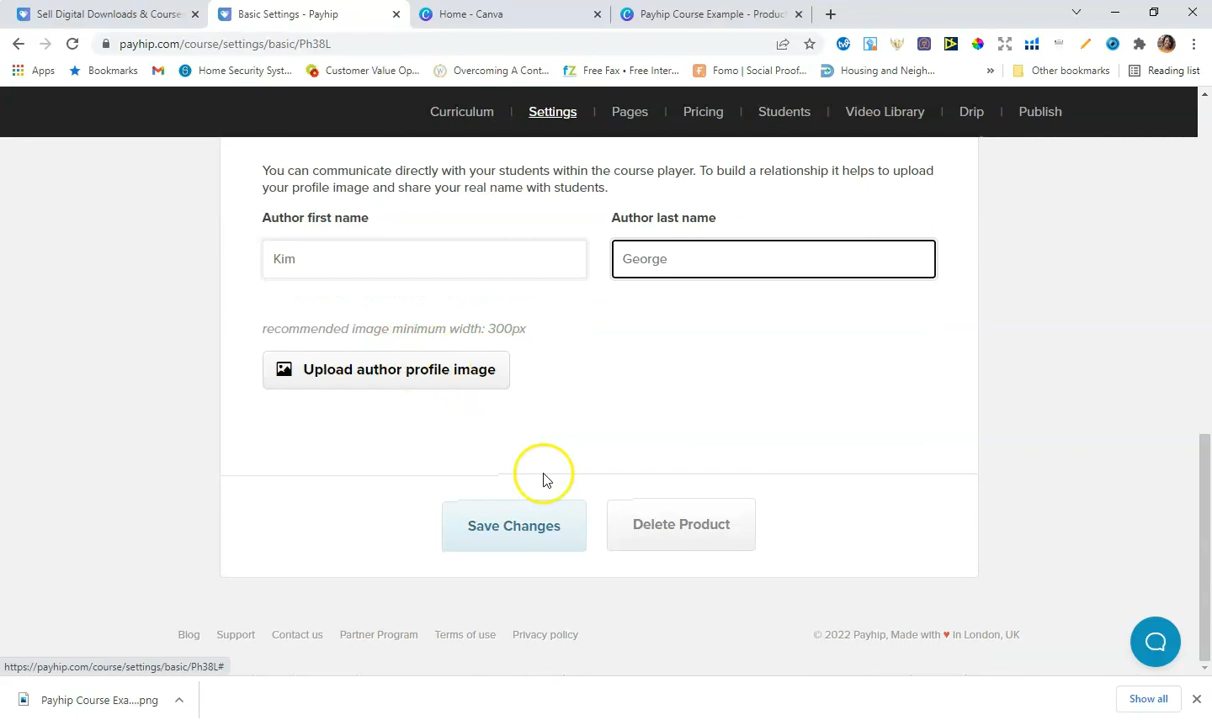 Sell Digital Downloads & Course
Basic Settings - Payhip
Home - Canva
Payhip Course Example - Produc
payhip.com/course/settings/basic/Ph38L
Apps
Bookmarks
Home Security Syst...
Customer Value Op...
Overcoming A Cont...
Free Fax • Free Inter...
Fomo | Social Proof...
Housing and Neigh...
»
Other bookmarks
Reading list
Curriculum
Settings
Pages
Pricing
Students
Video Library
Drip
Publish
You can communicate directly with your students within the course player. To build a relationship it helps to upload
your profile image and share your real name with students.
Author first name
Author last name
Kim
George
recommended image minimum width: 300px
Upload author profile image
Save Changes
Delete Product
Blog
Support
Contact us
Partner Program
Terms of use
Privacy policy
© 2022 Payhip, Made with ♥ in London, UK
https://payhip.com/course/settings/basic/Ph38L#
Payhip Course Exa....png
Show all